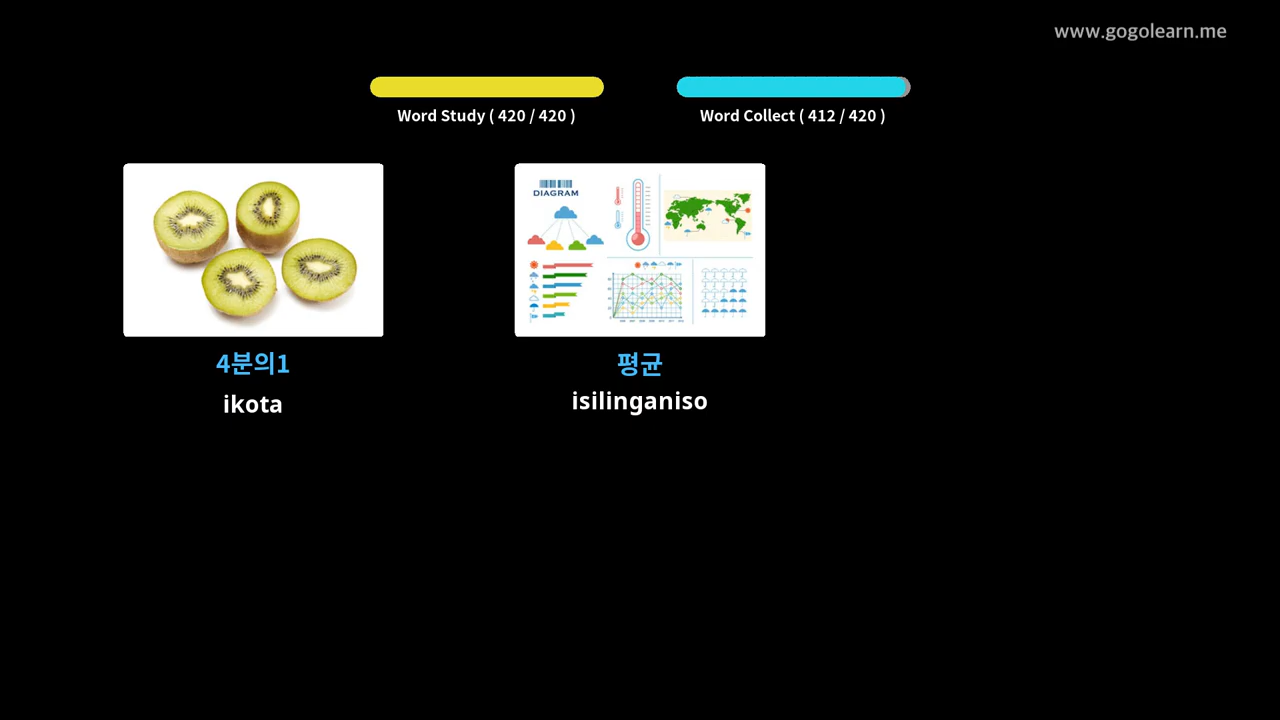 www.gogolearn.me
Word Study ( 420 / 420 )
Word Collect ( 412 / 420 )
DIAGRAM
4분의1
평균
ikota
isilinganiso